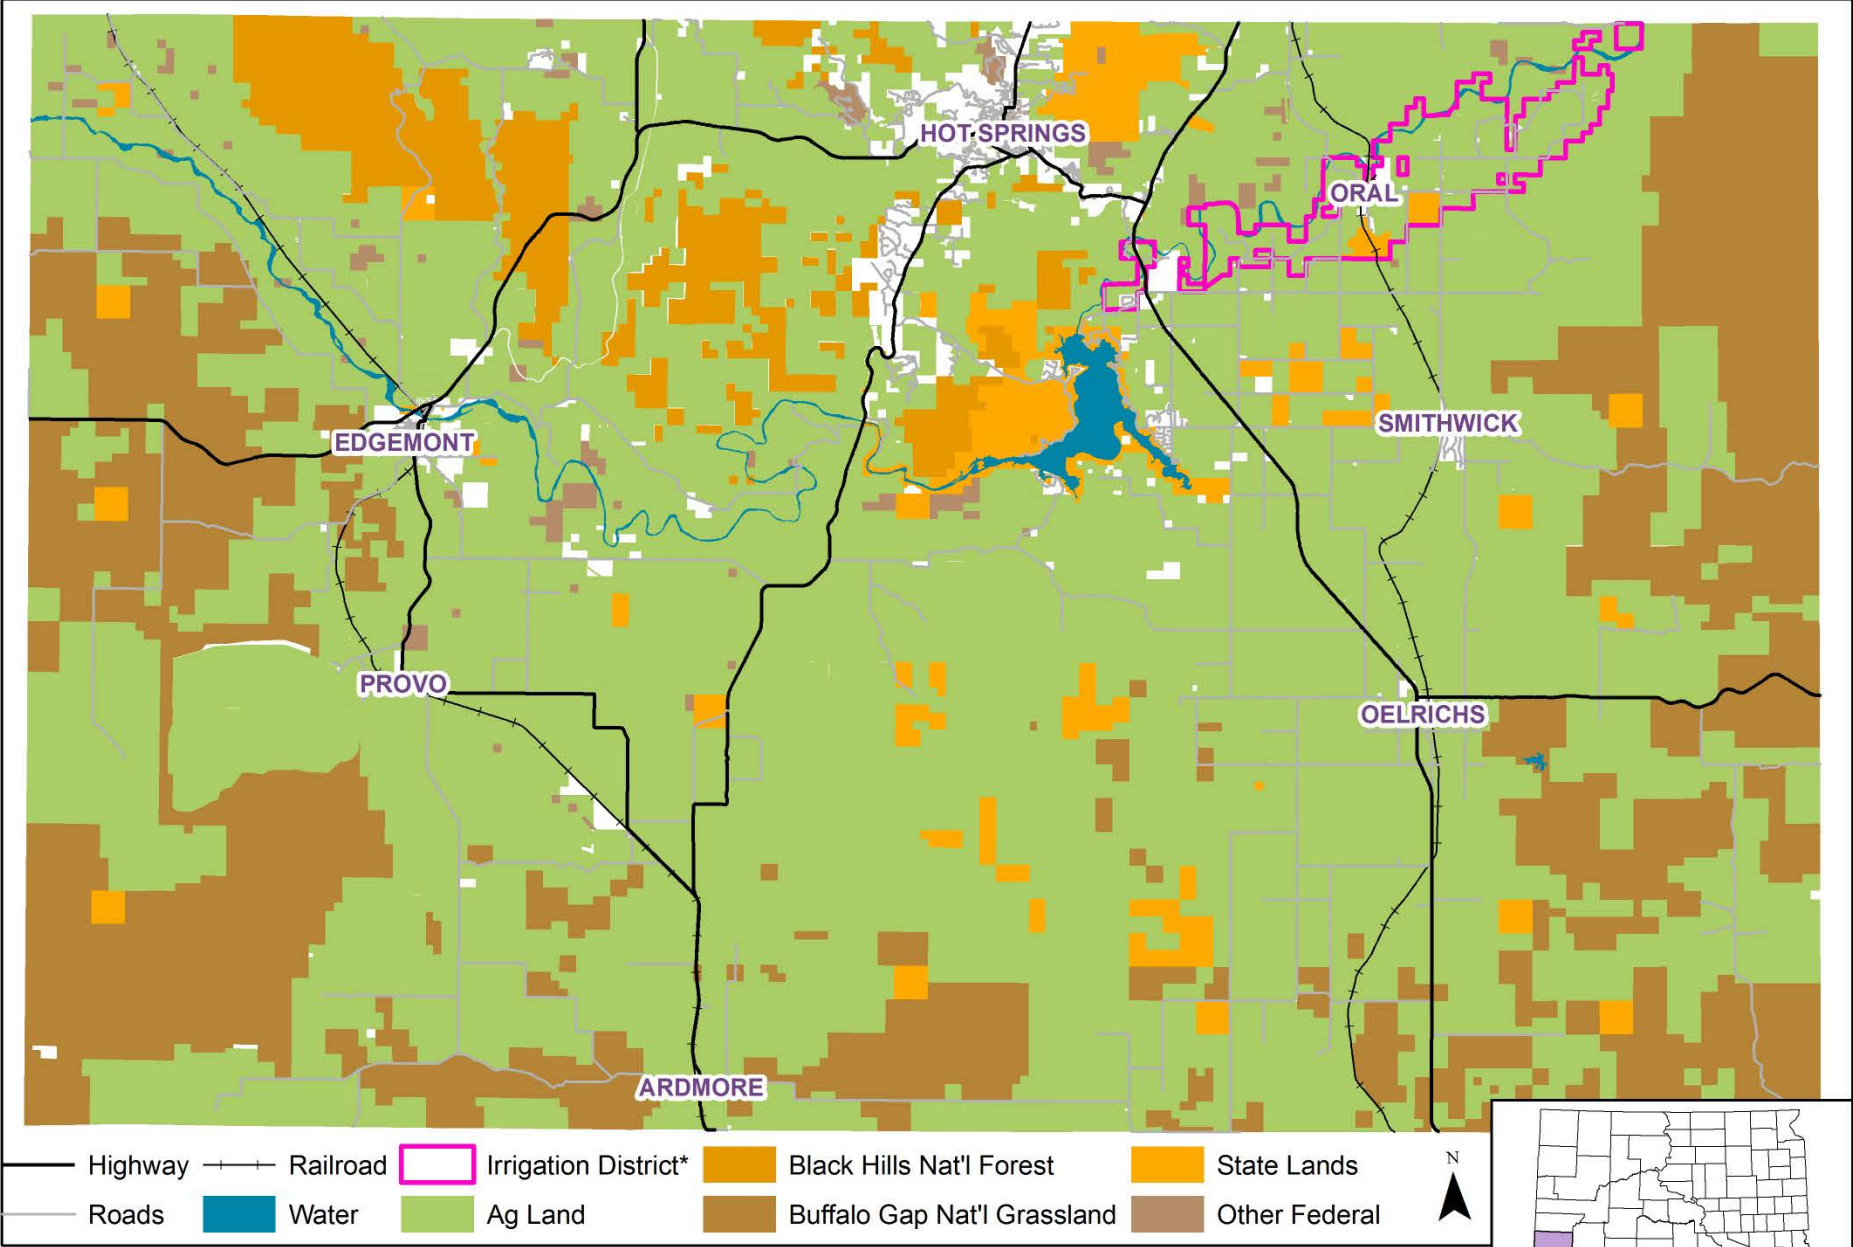 HOT SPRINGS
ORAL
SMITHWICK
EDGEMONT
PROVO
OELRICHS
ARDMORE
Highway
Railroad
Irrigation District*
Black Hills Nat'l Forest
State Lands
N
Roads
Water
Ag Land
Buffalo Gap Nat'l Grassland
Other Federal